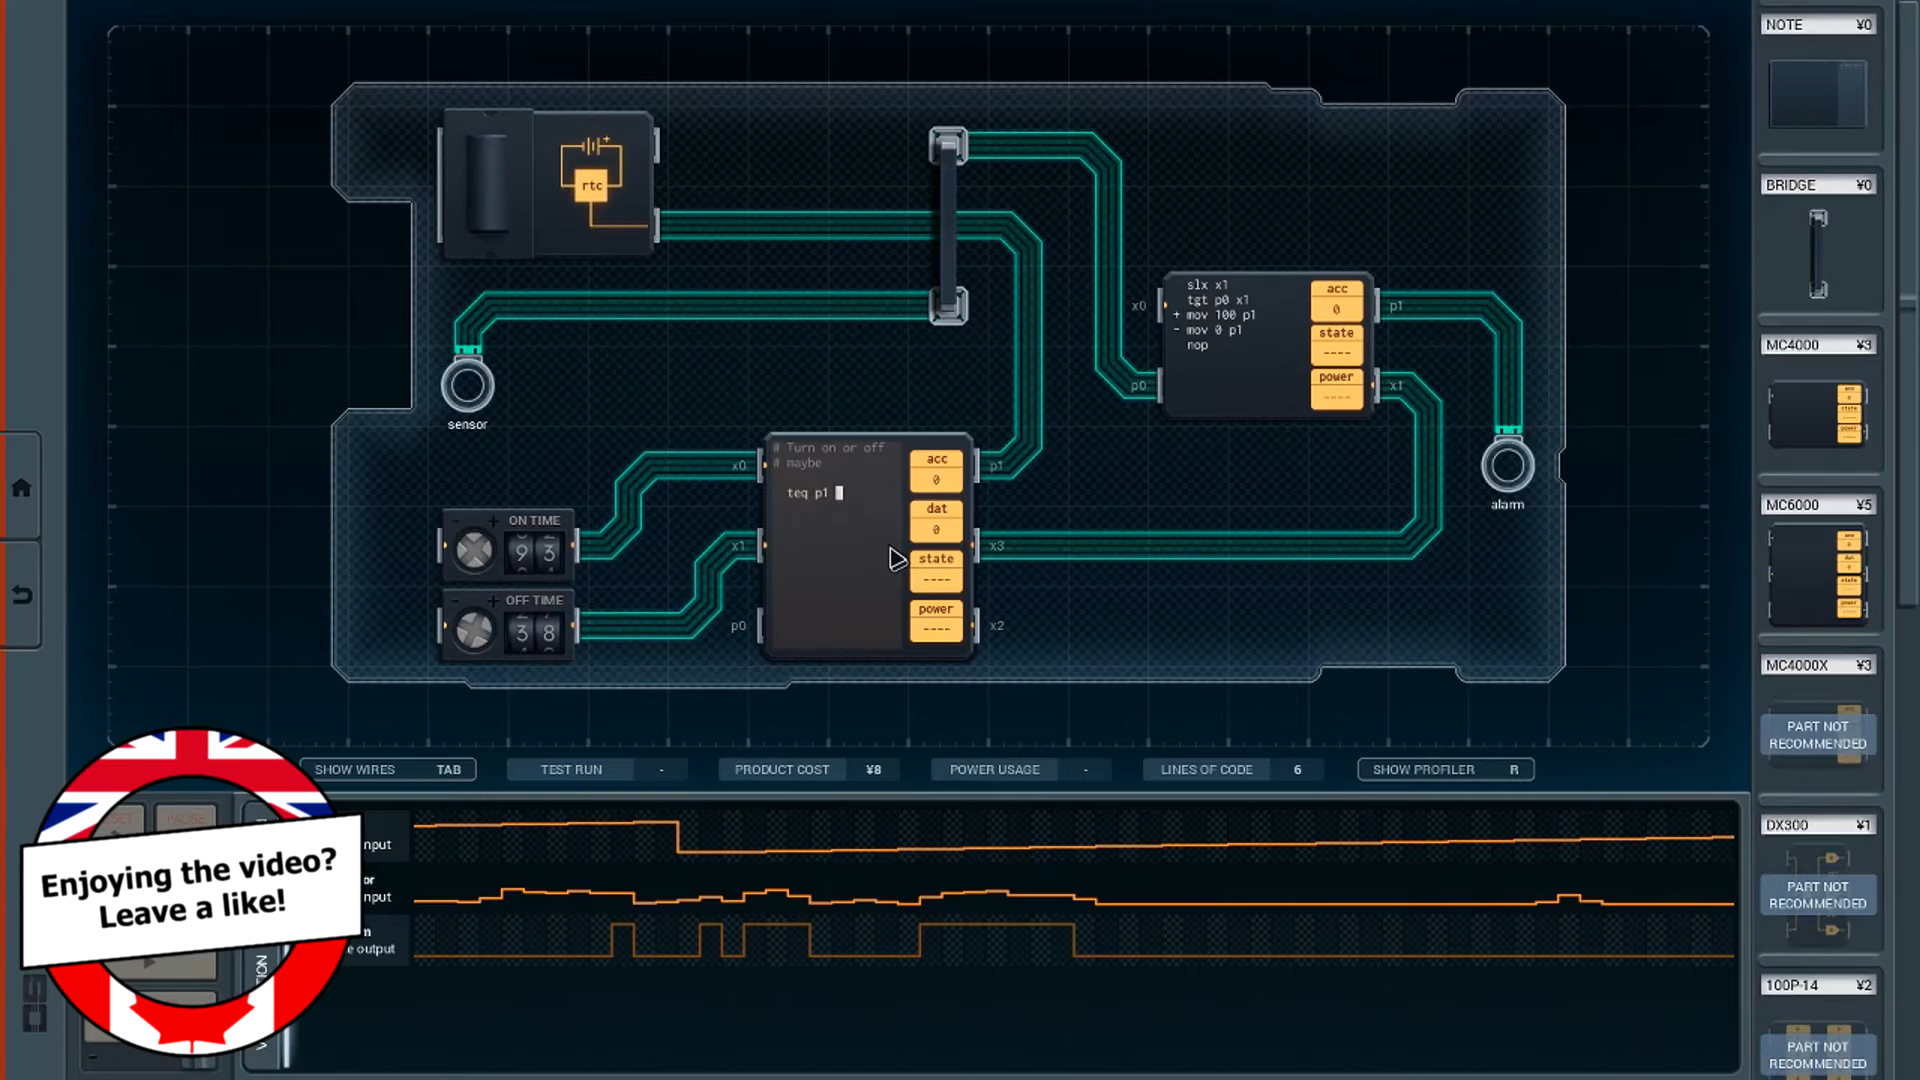 NOTE ¥0
BRIDGE ¥0
MC4000 ¥3
MC6000 ¥5
MC4000X ¥3
PART NOT
RECOMMENDED
DX300 ¥1
PART NOT
RECOMMENDED
100P-14 ¥2
PART NOT
RECOMMENDED
rtc
sensor
x0
p0
slx x1
tgt p0 x1
+ mov 100 p1
- mov 0 p1
nop
acc
0
state
----
power
----
p1
x1
alarm
x0
x1
p0
# Turn on or off
# maybe
teq p1
acc
0
dat
0
state
----
power
----
p1
x3
x2
- + ON TIME
9 3
- + OFF TIME
3 8
SHOW WIRES TAB
TEST RUN -
PRODUCT COST ¥8
POWER USAGE -
LINES OF CODE 6
SHOW PROFILER R
PAUSE
nput
or
nput
m
e output
Enjoying the video?
Leave a like!